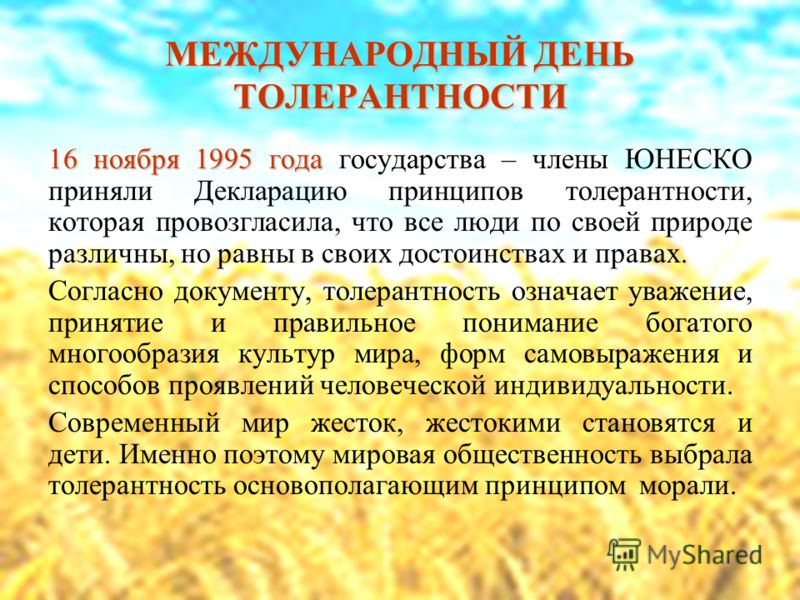 МЕЖДУНАРОДНЫЙ ДЕНЬ
ТОЛЕРАНТНОСТИ
16 ноября 1995 года государства – члены ЮНЕСКО
приняли Декларацию принципов толерантности,
которая провозгласила, что все люди по своей природе
различны, но равны в своих достоинствах и правах.
Согласно документу, толерантность означает уважение,
принятие и правильное понимание богатого
многообразия культур мира, форм самовыражения и
способов проявлений человеческой индивидуальности.
Современный мир жесток, жестокими становятся и
дети. Именно поэтому мировая общественность выбрала
толерантность основополагающим принципом морали.
MyShared